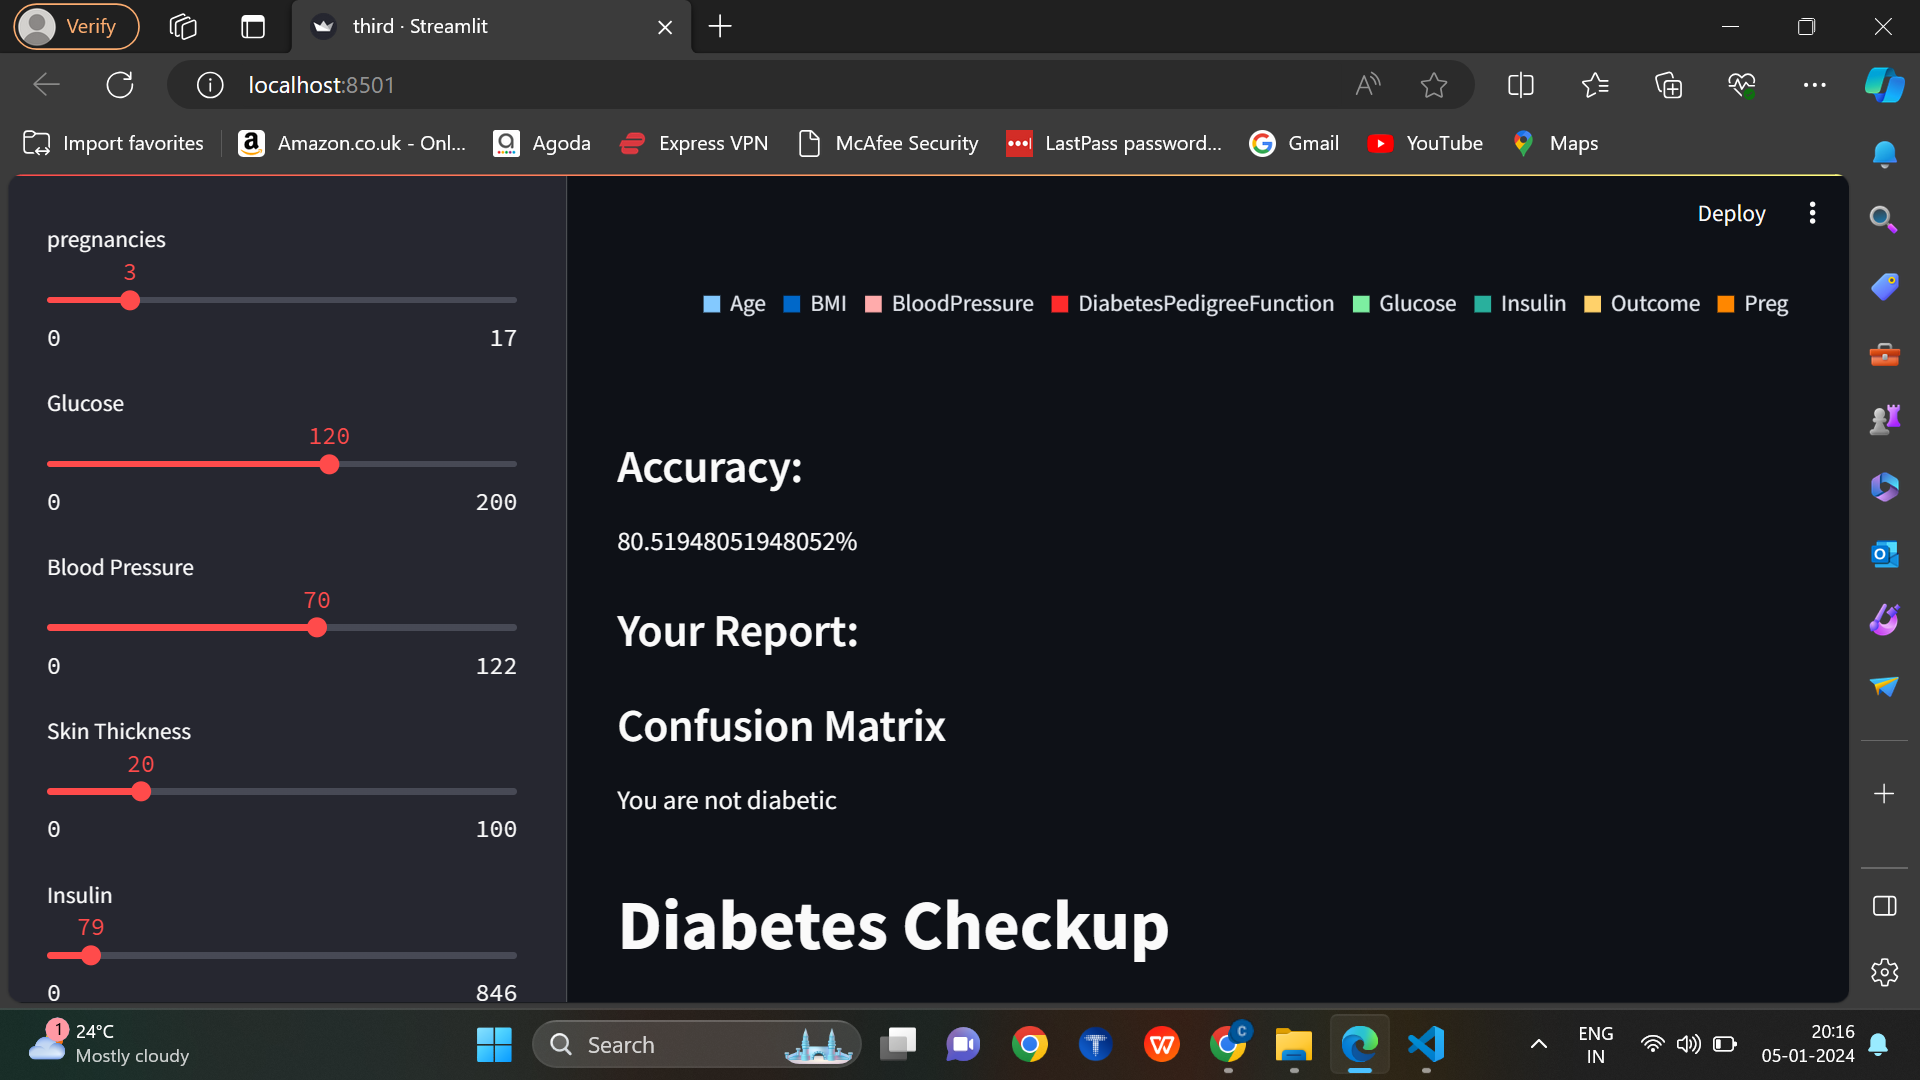 Verify
third · Streamlit
localhost:8501
Import favorites
Amazon.co.uk - Onl...
Agoda
Express VPN
McAfee Security
LastPass password...
Gmail
YouTube
Maps
pregnancies
3
0 17
Glucose
120
0 200
Blood Pressure
70
0 122
Skin Thickness
20
0 100
Insulin
79
0 846
Deploy
Age BMI BloodPressure DiabetesPedigreeFunction Glucose Insulin Outcome Preg
Accuracy:
80.51948051948052%
Your Report:
Confusion Matrix
You are not diabetic
Diabetes Checkup
1
24°C
Mostly cloudy
Search
C
ENG
IN
20:16
05-01-2024